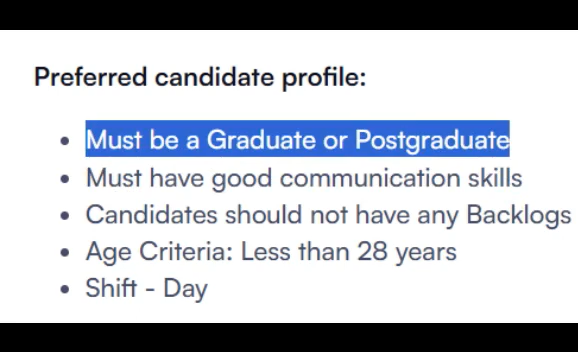 Preferred candidate profile:
Must be a Graduate or Postgraduate
Must have good communication skills
Candidates should not have any Backlogs
Age Criteria: Less than 28 years
Shift - Day